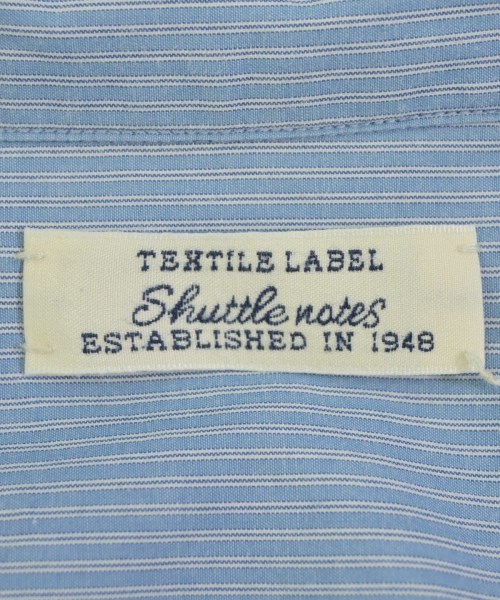 TEXTILE LABEL
Shuttle notes
ESTABLISHED IN 1948